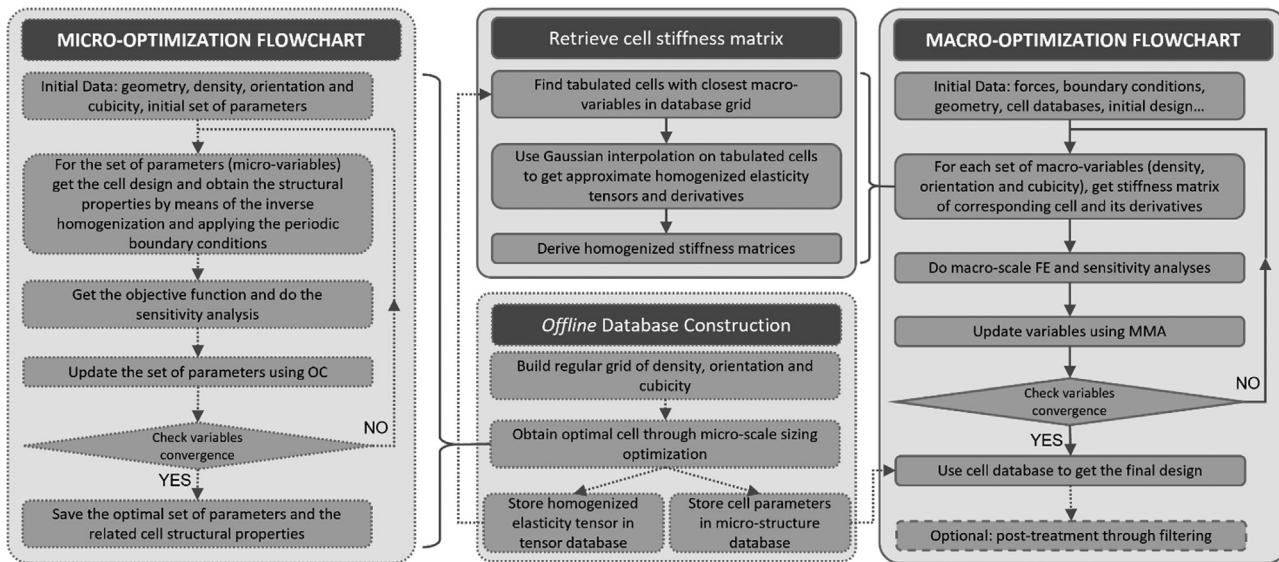 MICRO-OPTIMIZATION FLOWCHART
Initial Data: geometry, density, orientation and
cubicity, initial set of parameters
For the set of parameters (micro-variables)
get the cell design and obtain the structural
properties by means of the inverse
homogenization and applying the periodic
boundary conditions
Get the objective function and do the
sensitivity analysis
Update the set of parameters using OC
Check variables
convergence
NO
YES
Save the optimal set of parameters and the
related cell structural properties
Retrieve cell stiffness matrix
Find tabulated cells with closest macro-
variables in database grid
Use Gaussian interpolation on tabulated cells
to get approximate homogenized elasticity
tensors and derivatives
Derive homogenized stiffness matrices
Offline Database Construction
Build regular grid of density, orientation and
cubicity
Obtain optimal cell through micro-scale sizing
optimization
Store homogenized
elasticity tensor in
tensor database
Store cell parameters
in micro-structure
database
MACRO-OPTIMIZATION FLOWCHART
Initial Data: forces, boundary conditions,
geometry, cell databases, initial design...
For each set of macro-variables (density,
orientation and cubicity), get stiffness matrix
of corresponding cell and its derivatives
Do macro-scale FE and sensitivity analyses
Update variables using MMA
Check variables
convergence
NO
YES
Use cell database to get the final design
Optional: post-treatment through filtering